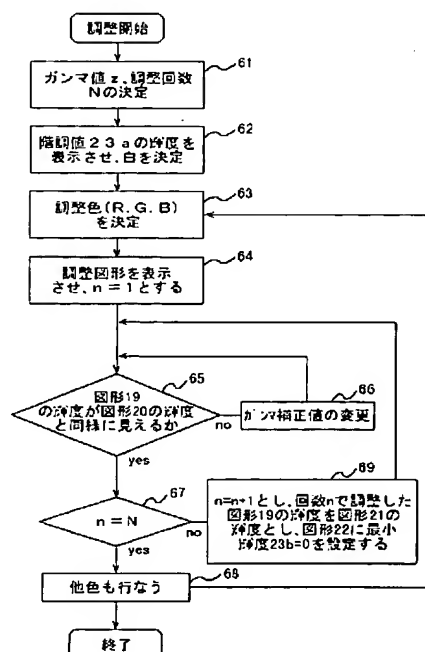 調整開始
61
ガンマ値z、調整回数
Nの決定
62
階調値23aの輝度を
表示させ、白を決定
63
調整色(R、G、B)
を決定
64
調整図形を表示
させ、n=1とする
65
図形19
の輝度が図形20の輝度
と同様に見えるか
no
66
ガンマ補正値の変更
yes
67
n=N
no
69
n=n+1とし、回数nで調整した
図形19の輝度を図形21の
輝度とし、図形22に最小
輝度23b=0を設定する
yes
68
他色も行なう
終了